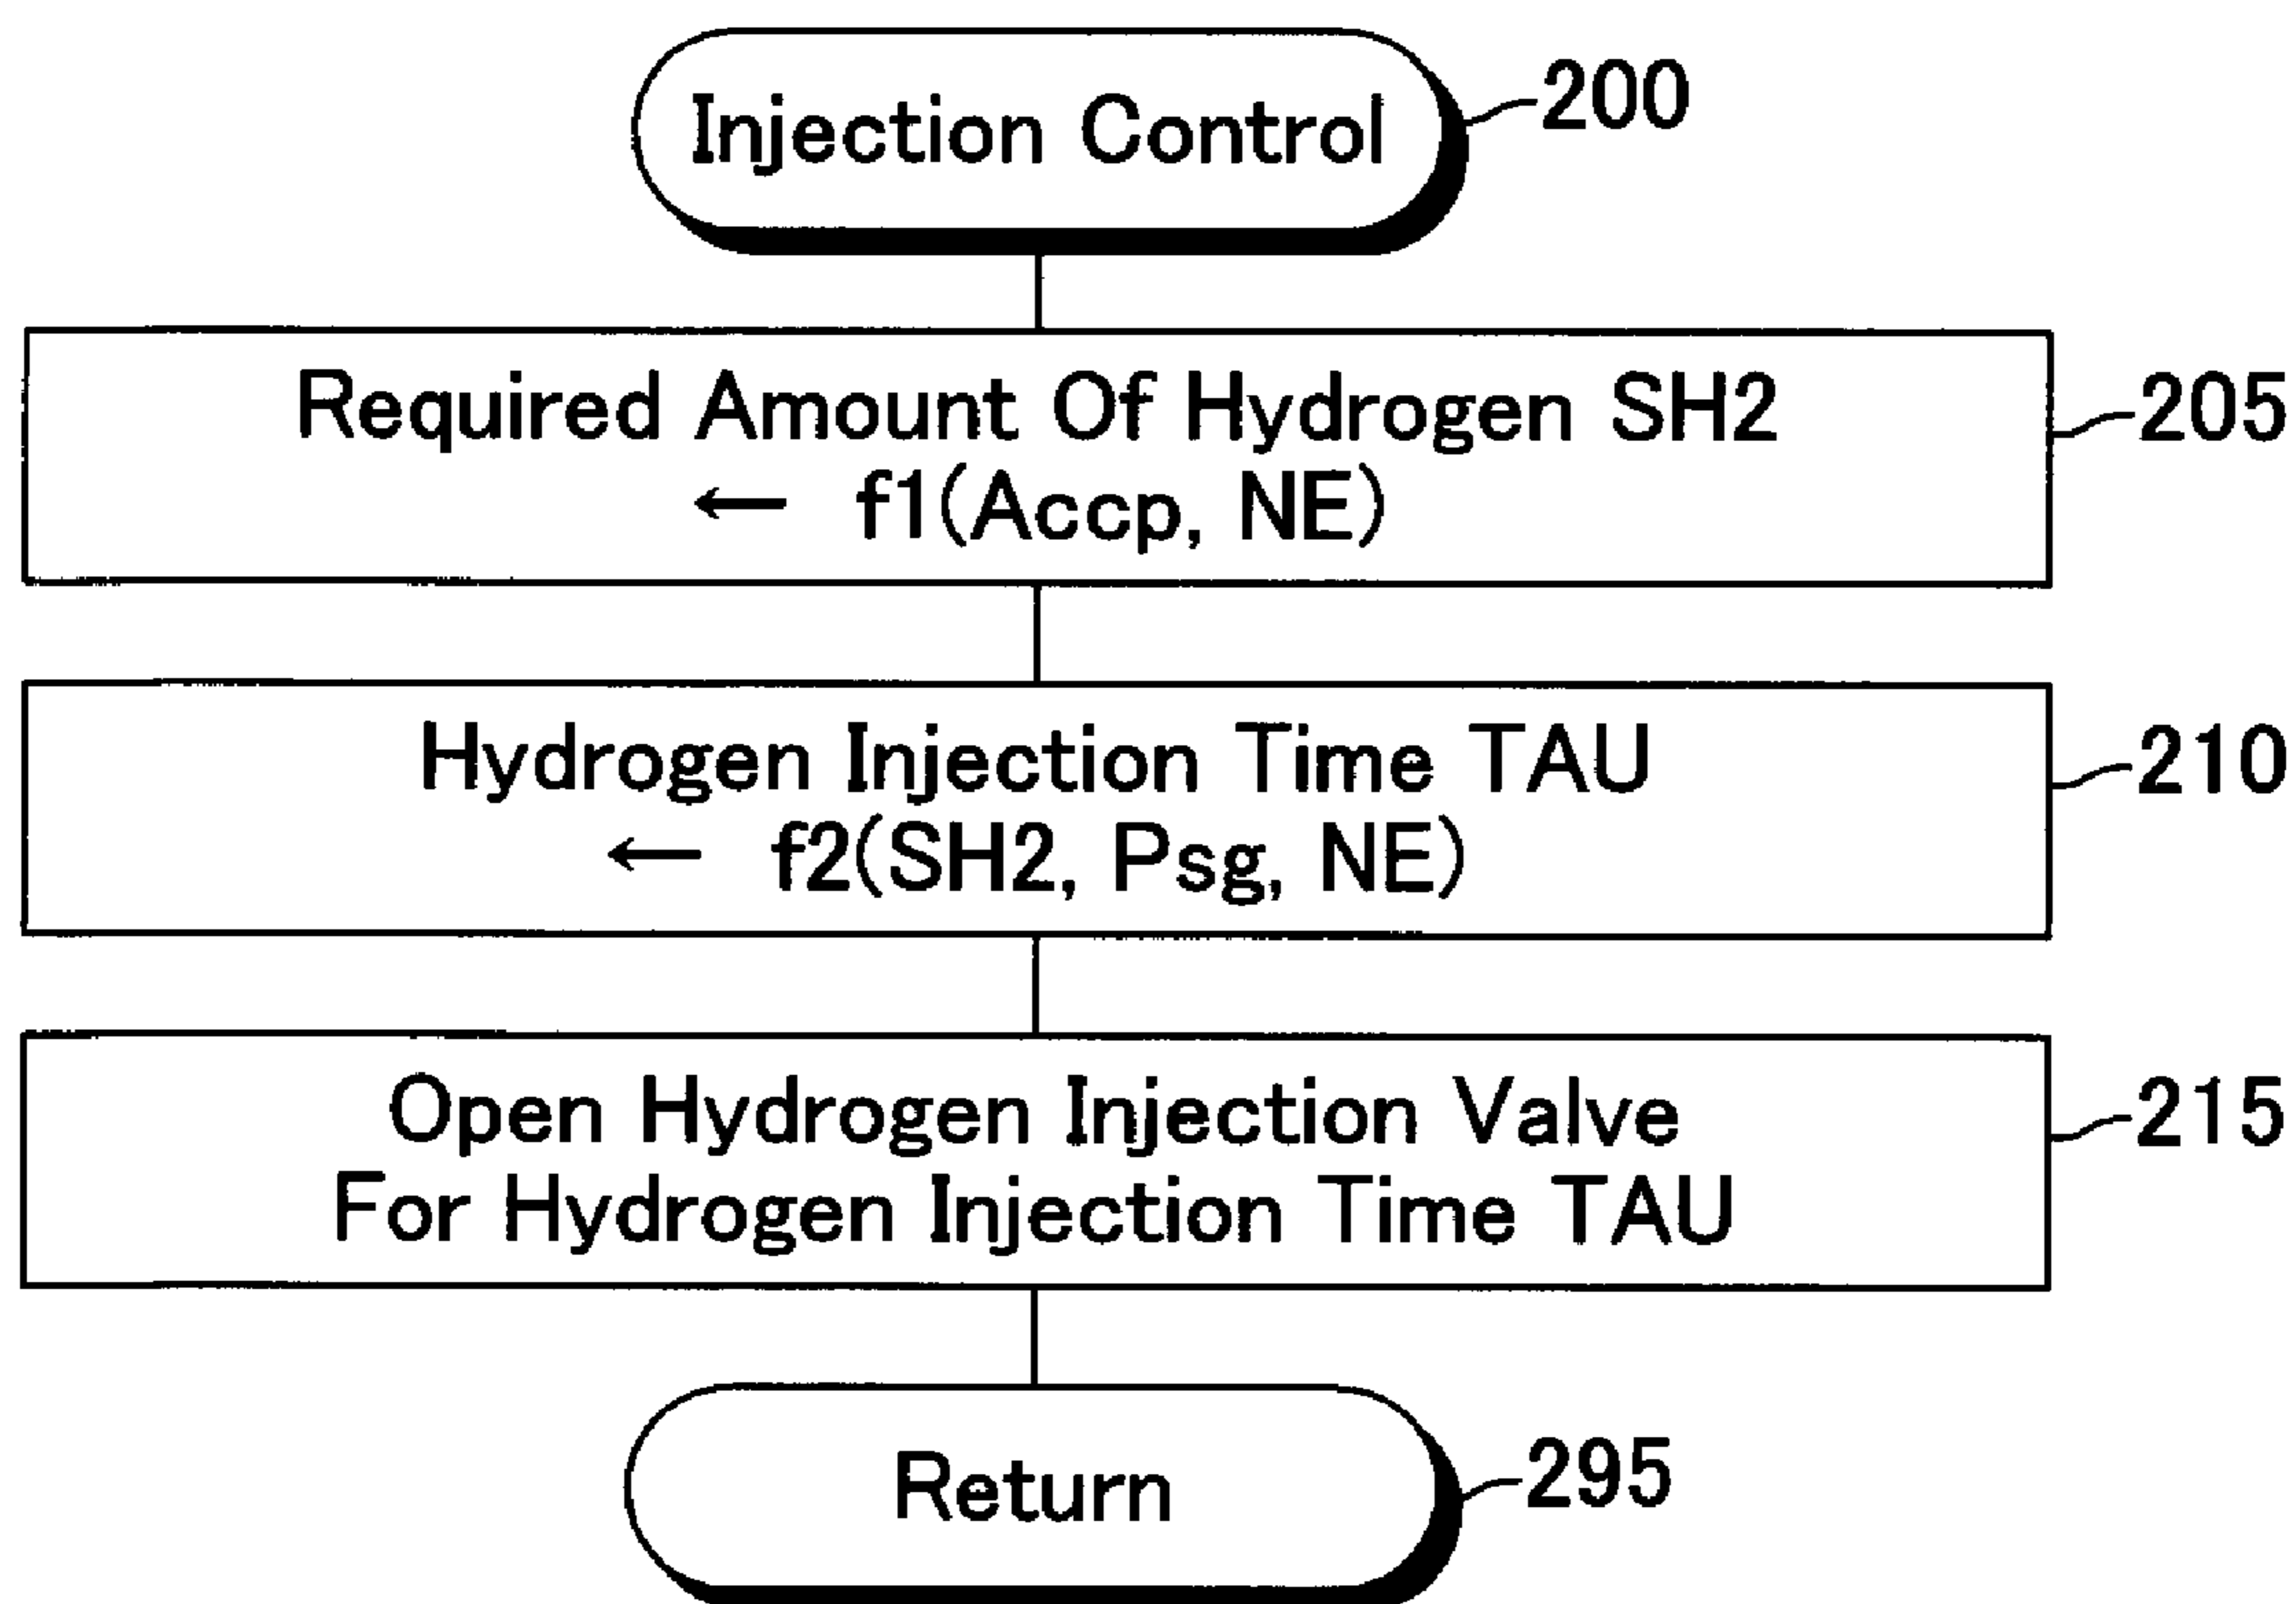 Injection Control
200
Required Amount Of Hydrogen SH2
← f1(Accp, NE)
205
Hydrogen Injection Time TAU
← f2(SH2, Psg, NE)
210
Open Hydrogen Injection Valve
For Hydrogen Injection Time TAU
215
Return
295